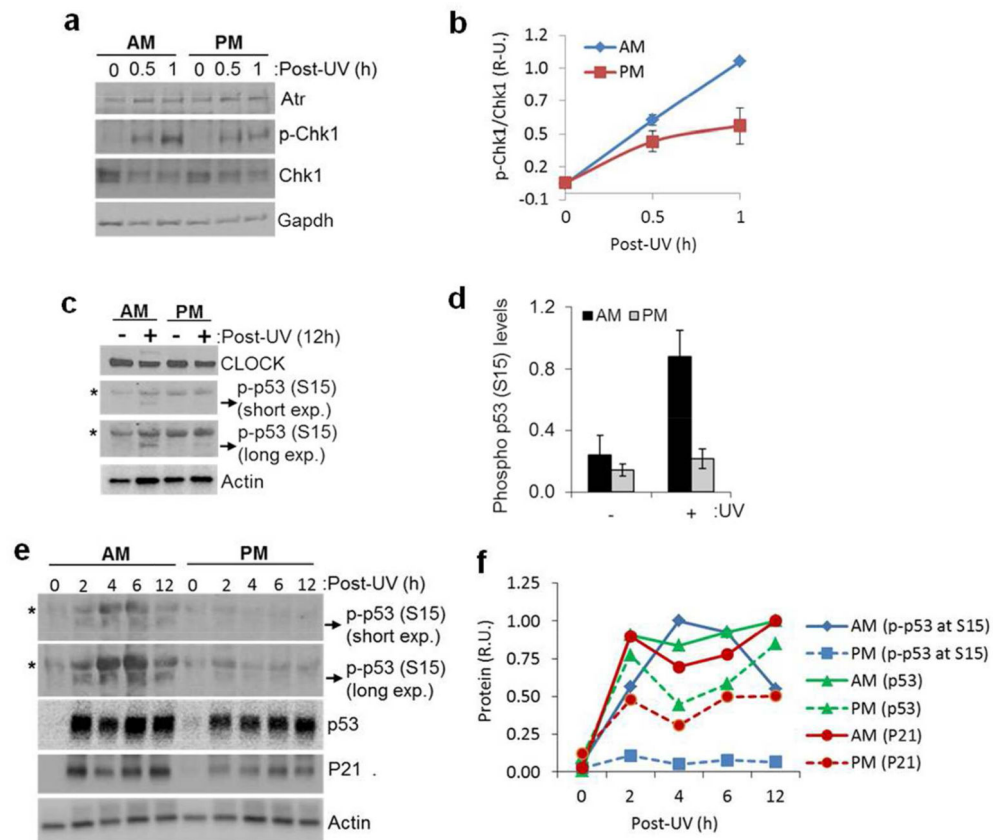 a
AM PM
0 0.5 1 0 0.5 1 :Post-UV (h)
Atr
p-Chk1
Chk1
Gapdh
b
p-Chk1/Chk1 (R-U.)
1.2
1.0
0.7
0.5
0.2
-0.1
AM
PM
0 0.5 1
Post-UV (h)
c
AM PM
- + - + :Post-UV (12h)
CLOCK
* p-p53 (S15)
(short exp.)
* p-p53 (S15)
(long exp.)
Actin
d
Phospho p53 (S15) levels
1.2
0.8
0.4
0.0
AM PM
- + :UV
e
AM PM
0 2 4 6 12 0 2 4 6 12 :Post-UV (h)
* p-p53 (S15)
(short exp.)
* p-p53 (S15)
(long exp.)
p53
P21 .
Actin
f
Protein (R.U.)
1.25
1.00
0.75
0.50
0.25
0.00
0 2 4 6 12
Post-UV (h)
AM (p-p53 at S15)
PM (p-p53 at S15)
AM (p53)
PM (p53)
AM (P21)
PM (P21)